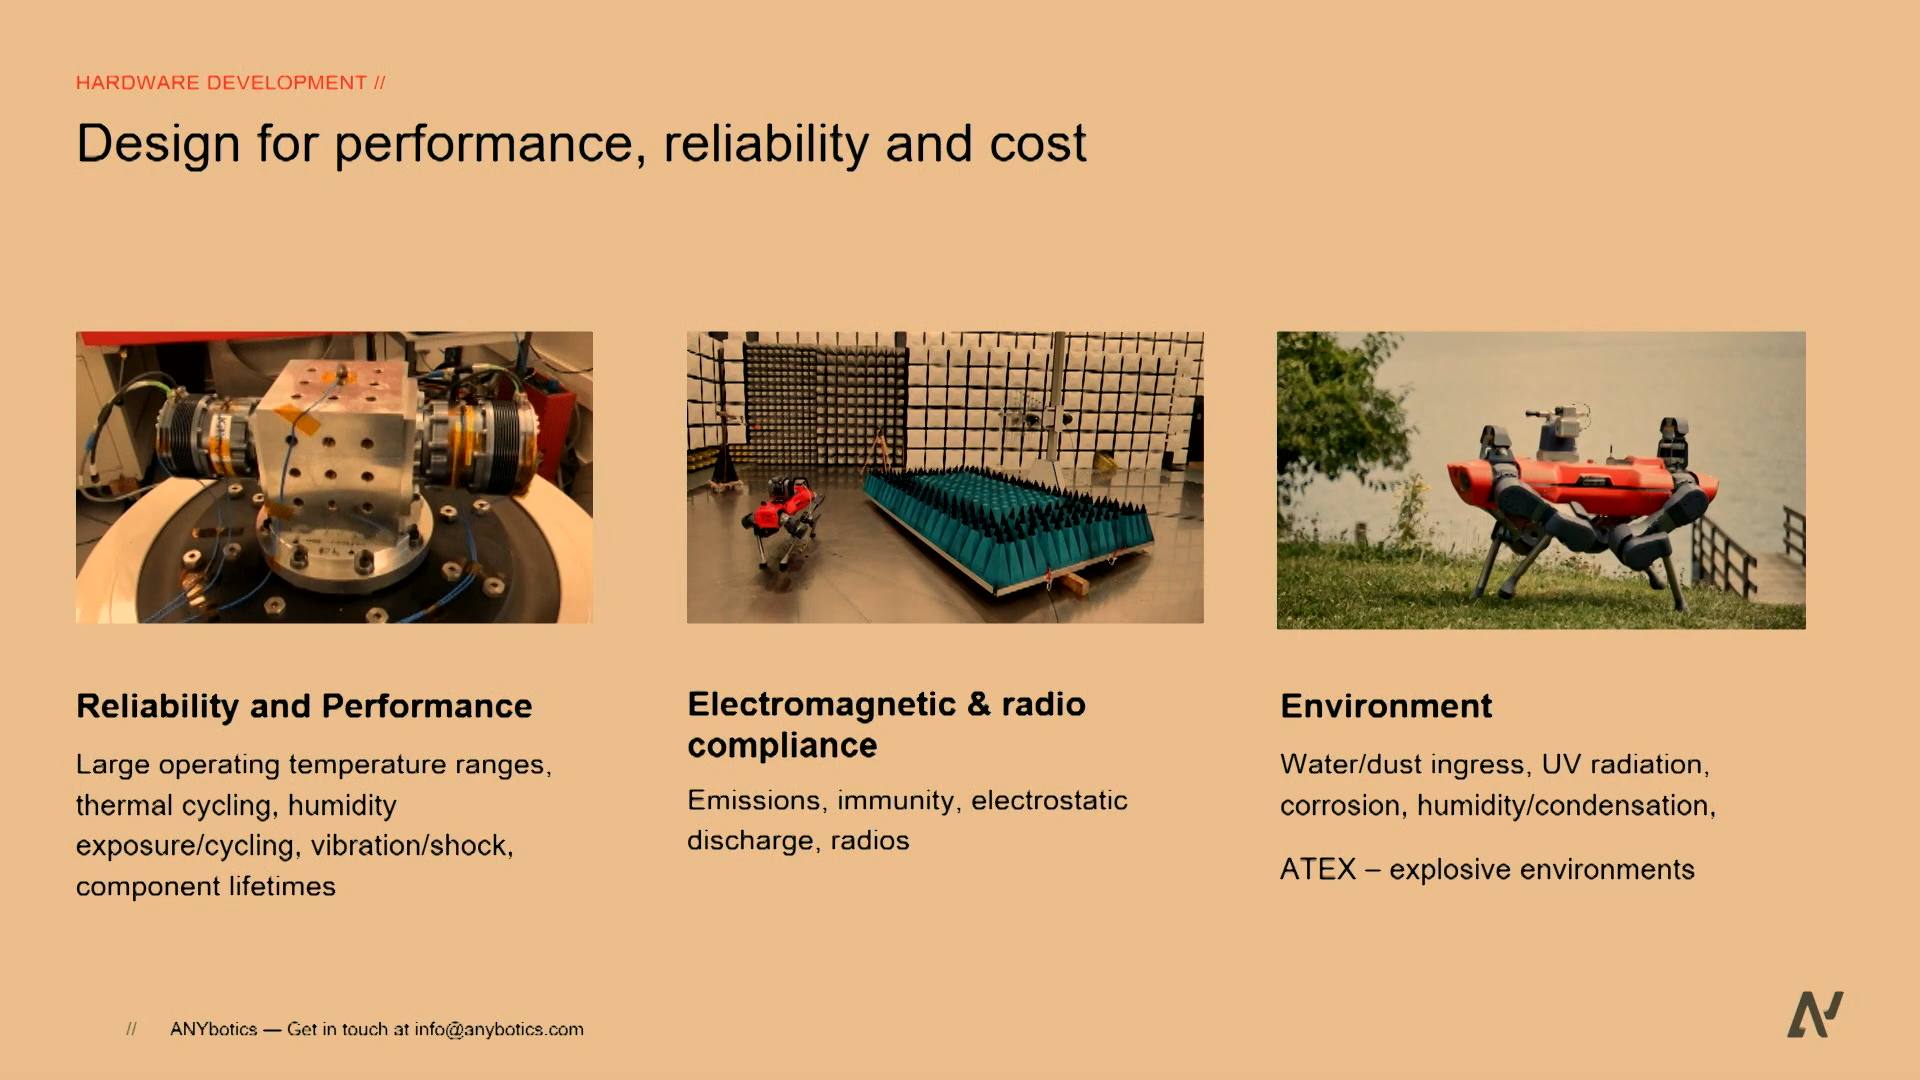 HARDWARE DEVELOPMENT //
Design for performance, reliability and cost
Reliability and Performance
Large operating temperature ranges,
thermal cycling, humidity
exposure/cycling, vibration/shock,
component lifetimes
Electromagnetic & radio
compliance
Emissions, immunity, electrostatic
discharge, radios
Environment
Water/dust ingress, UV radiation,
corrosion, humidity/condensation,
ATEX – explosive environments
// ANYbotics — Get in touch at info@anybotics.com